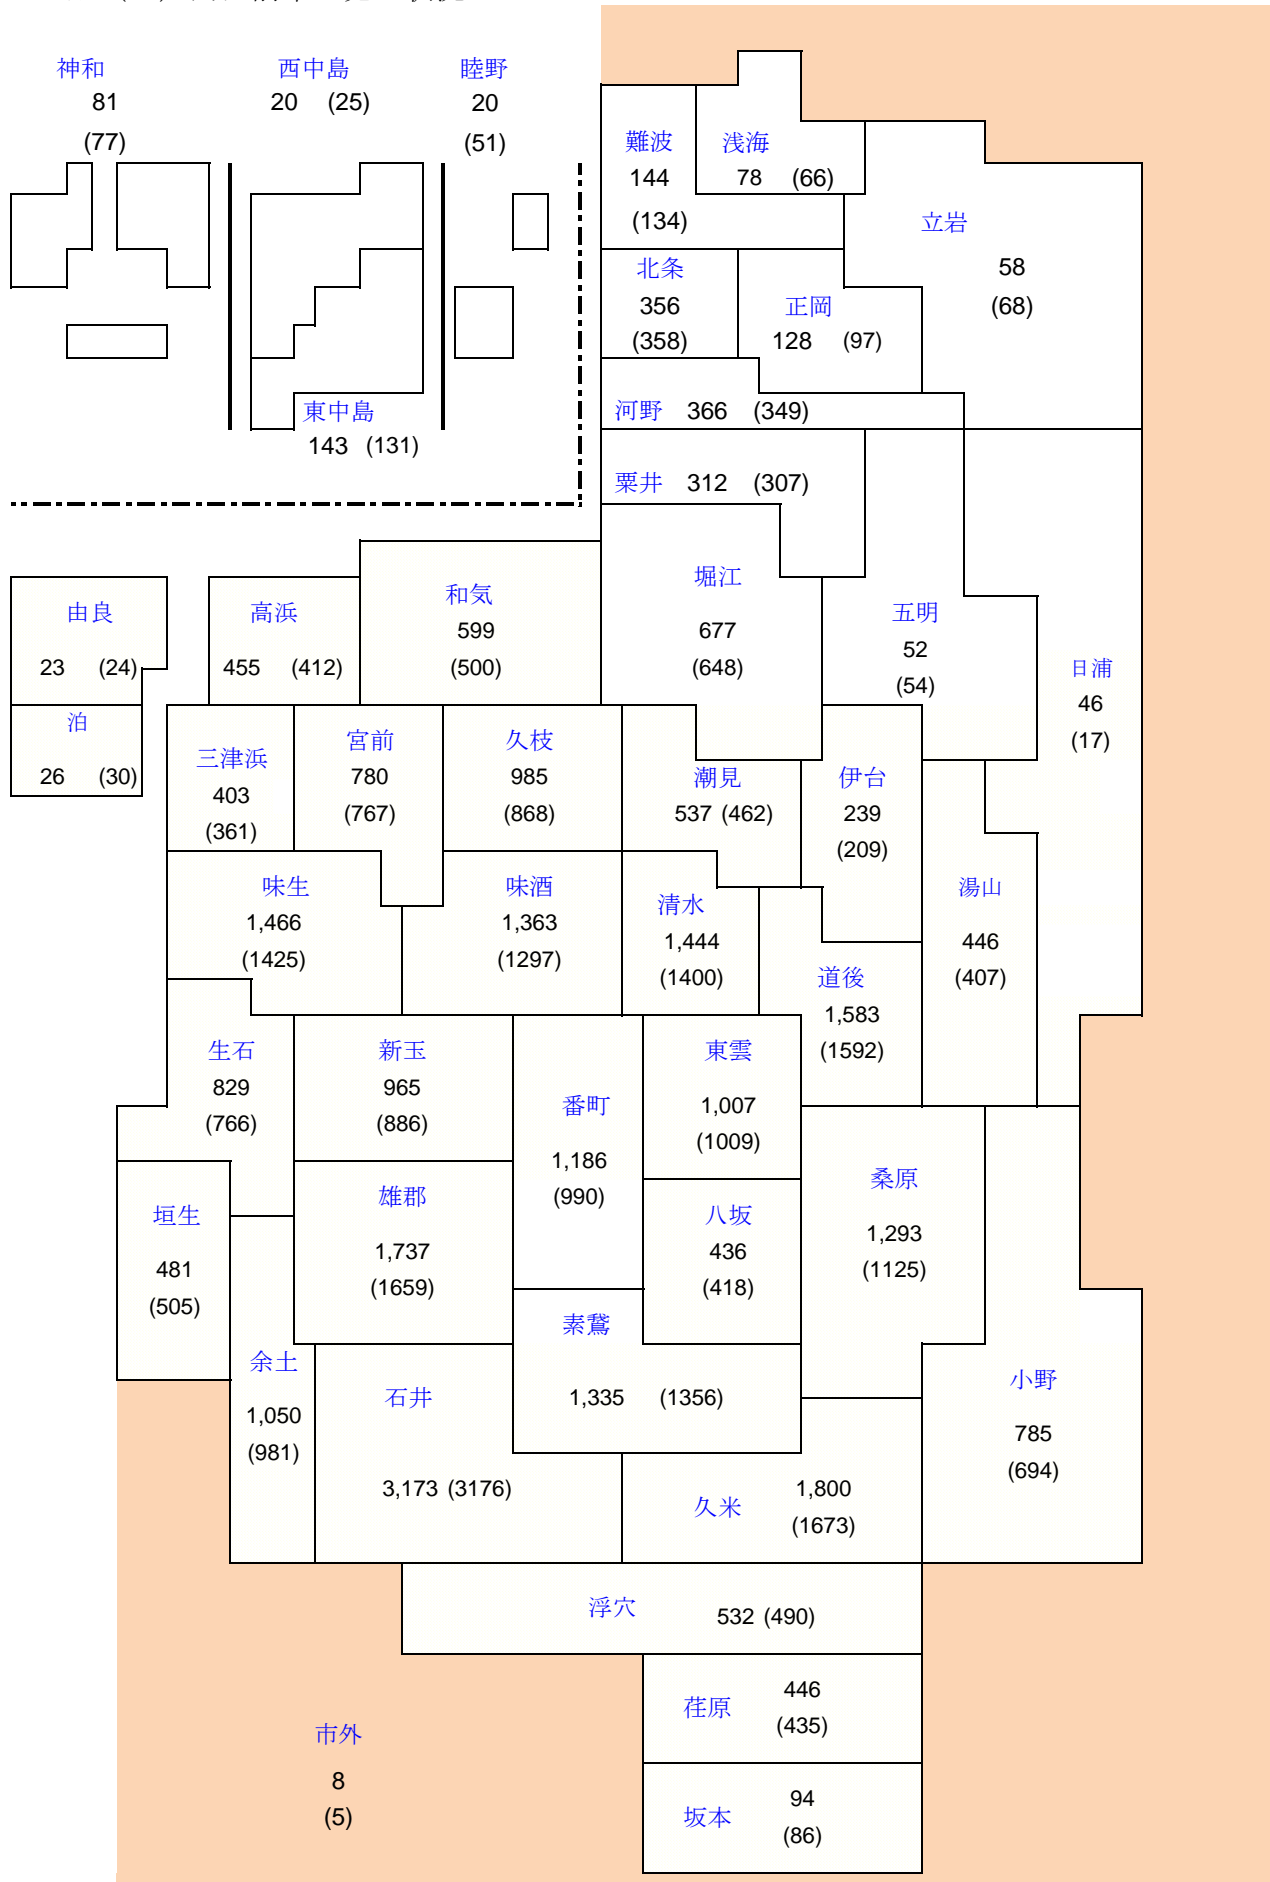 神和
81
(77)
西中島
20 (25)
睦野
20
(51)
難波
144
(134)
浅海
78 (66)
立岩
58
(68)
北条
356
(358)
正岡
128 (97)
河野 366 (349)
東中島
143 (131)
粟井 312 (307)
堀江
677
(648)
和気
599
(500)
由良
23 (24)
高浜
455 (412)
五明
52
(54)
日浦
46
(17)
泊
26 (30)
三津浜
403
(361)
宮前
780
(767)
久枝
985
(868)
潮見
537 (462)
伊台
239
(209)
味生
1,466
(1425)
味酒
1,363
(1297)
清水
1,444
(1400)
湯山
446
(407)
道後
1,583
(1592)
生石
829
(766)
新玉
965
(886)
番町
1,186
(990)
東雲
1,007
(1009)
桑原
1,293
(1125)
垣生
481
(505)
雄郡
1,737
(1659)
八坂
436
(418)
素鵞
1,335 (1356)
余土
1,050
(981)
石井
3,173 (3176)
小野
785
(694)
久米
1,800
(1673)
浮穴 532 (490)
荏原
446
(435)
市外
8
(5)
坂本
94
(86)